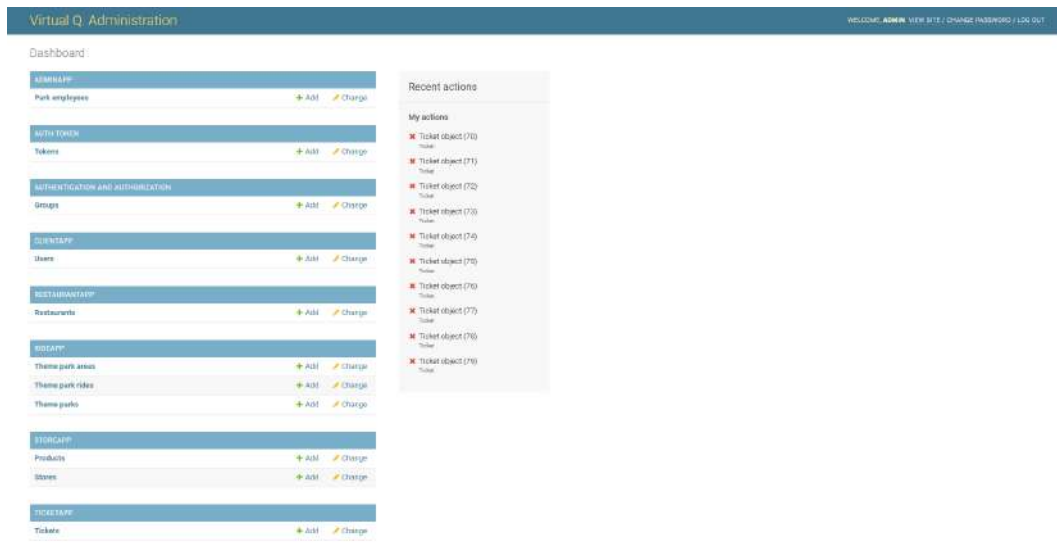 Virtual Q. Administration
WELCOME, ADMIN. VIEW SITE / CHANGE PASSWORD / LOG OUT
Dashboard
ADMINAPP
Park employees + Add Change
AUTH TOKEN
Tokens + Add Change
AUTHENTICATION AND AUTHORIZATION
Groups + Add Change
CLIENTAPP
Users + Add Change
RESTAURANTAPP
Restaurants + Add Change
RIDEAPP
Theme park areas + Add Change
Theme park rides + Add Change
Theme parks + Add Change
STOREAPP
Products + Add Change
Stores + Add Change
TICKETAPP
Tickets + Add Change
Recent actions
My actions
Ticket object (70)
Ticket
Ticket object (71)
Ticket
Ticket object (72)
Ticket
Ticket object (73)
Ticket
Ticket object (74)
Ticket
Ticket object (75)
Ticket
Ticket object (76)
Ticket
Ticket object (77)
Ticket
Ticket object (78)
Ticket
Ticket object (79)
Ticket